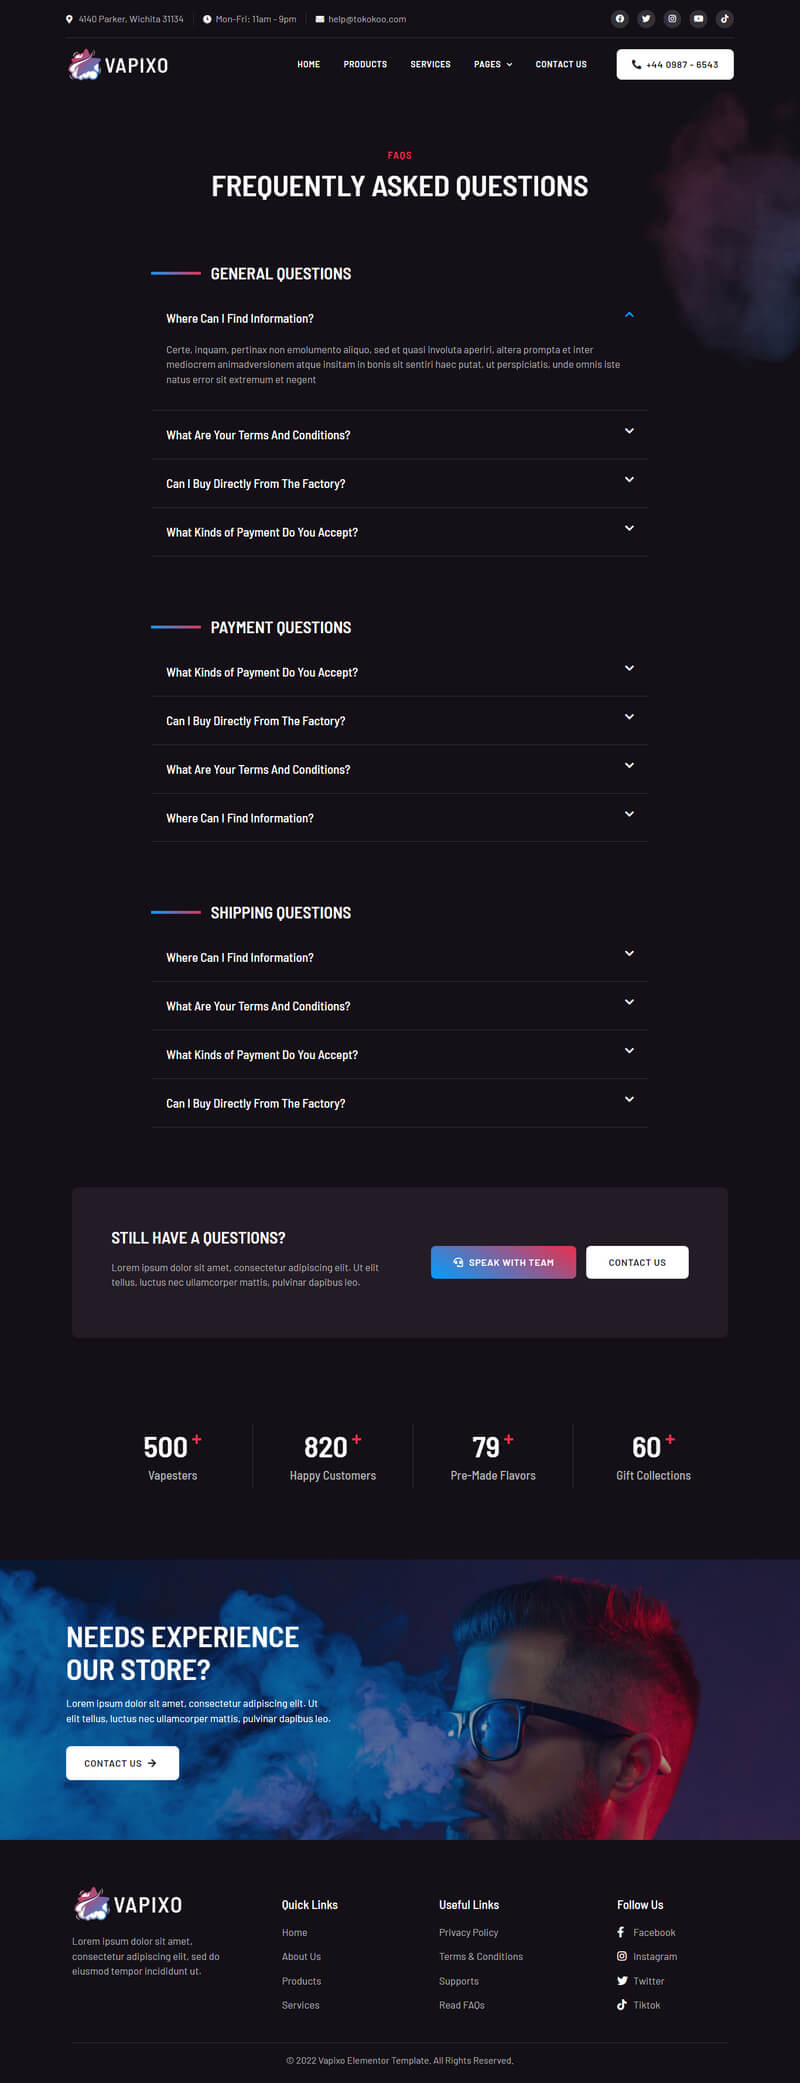 4140 Parker, Wichita 31134
Mon-Fri: 11am - 9pm
help@tokokoo.com
VAPIXO
HOME
PRODUCTS
SERVICES
PAGES
CONTACT US
+44 0987 - 6543
FAQS
FREQUENTLY ASKED QUESTIONS
GENERAL QUESTIONS
Where Can I Find Information?
Certe, inquam, pertinax non emolumento aliquo, sed et quasi involuta aperiri, altera prompta et inter
mediocrem animadversionem atque insitam in bonis sit sentiri haec putat, ut perspiciatis, unde omnis iste
natus error sit extremum et negent
What Are Your Terms And Conditions?
Can I Buy Directly From The Factory?
What Kinds of Payment Do You Accept?
PAYMENT QUESTIONS
What Kinds of Payment Do You Accept?
Can I Buy Directly From The Factory?
What Are Your Terms And Conditions?
Where Can I Find Information?
SHIPPING QUESTIONS
Where Can I Find Information?
What Are Your Terms And Conditions?
What Kinds of Payment Do You Accept?
Can I Buy Directly From The Factory?
STILL HAVE A QUESTIONS?
Lorem ipsum dolor sit amet, consectetur adipiscing elit. Ut elit
tellus, luctus nec ullamcorper mattis, pulvinar dapibus leo.
SPEAK WITH TEAM
CONTACT US
500 +
Vapesters
820 +
Happy Customers
79 +
Pre-Made Flavors
60 +
Gift Collections
NEEDS EXPERIENCE
OUR STORE?
Lorem ipsum dolor sit amet, consectetur adipiscing elit. Ut
elit tellus, luctus nec ullamcorper mattis, pulvinar dapibus leo.
CONTACT US
VAPIXO
Lorem ipsum dolor sit amet,
consectetur adipiscing elit, sed do
eiusmod tempor incididunt ut.
Quick Links
Home
About Us
Products
Services
Useful Links
Privacy Policy
Terms & Conditions
Supports
Read FAQs
Follow Us
Facebook
Instagram
Twitter
Tiktok
© 2022 Vapixo Elementor Template. All Rights Reserved.